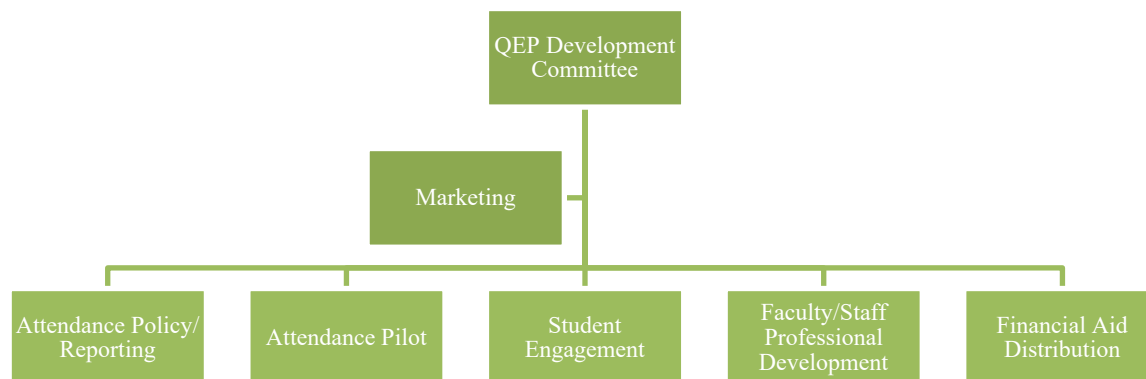 QEP Development
Committee
Marketing
Attendance Policy/
Reporting
Attendance Pilot
Student
Engagement
Faculty/Staff
Professional
Development
Financial Aid
Distribution